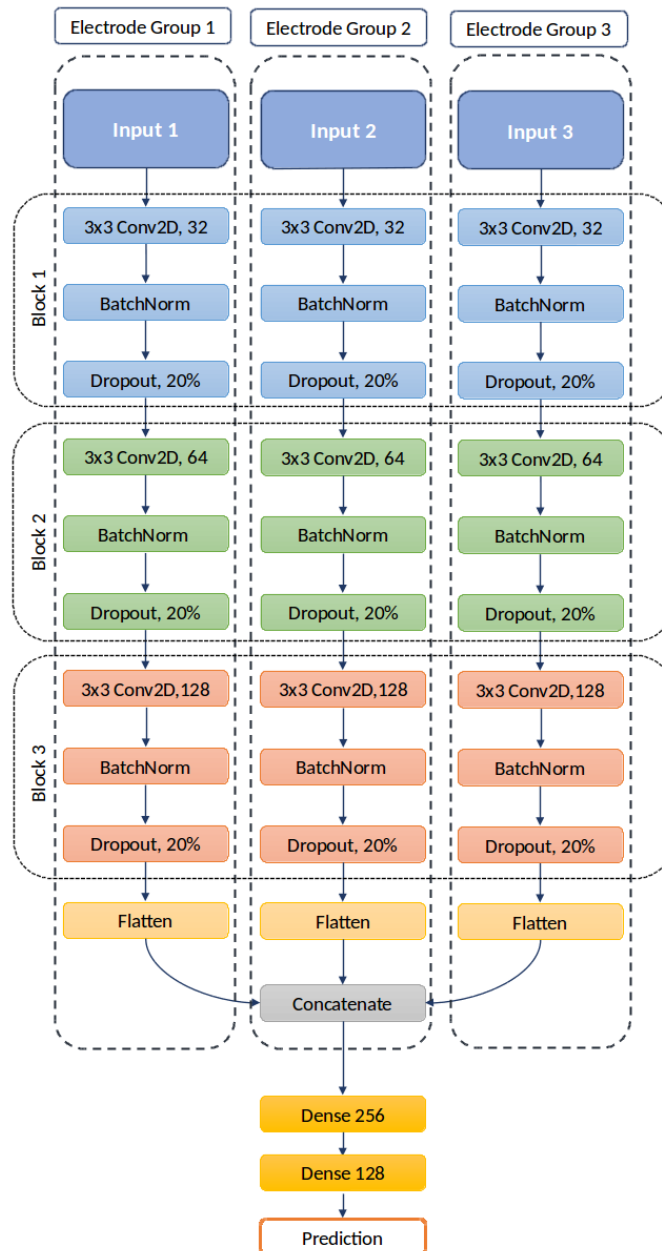 Electrode Group 1
Electrode Group 2
Electrode Group 3
Input 1
Input 2
Input 3
Block 1
3x3 Conv2D, 32
3x3 Conv2D, 32
3x3 Conv2D, 32
BatchNorm
BatchNorm
BatchNorm
Dropout, 20%
Dropout, 20%
Dropout, 20%
Block 2
3x3 Conv2D, 64
3x3 Conv2D, 64
3x3 Conv2D, 64
BatchNorm
BatchNorm
BatchNorm
Dropout, 20%
Dropout, 20%
Dropout, 20%
Block 3
3x3 Conv2D,128
3x3 Conv2D,128
3x3 Conv2D,128
BatchNorm
BatchNorm
BatchNorm
Dropout, 20%
Dropout, 20%
Dropout, 20%
Flatten
Flatten
Flatten
Concatenate
Dense 256
Dense 128
Prediction